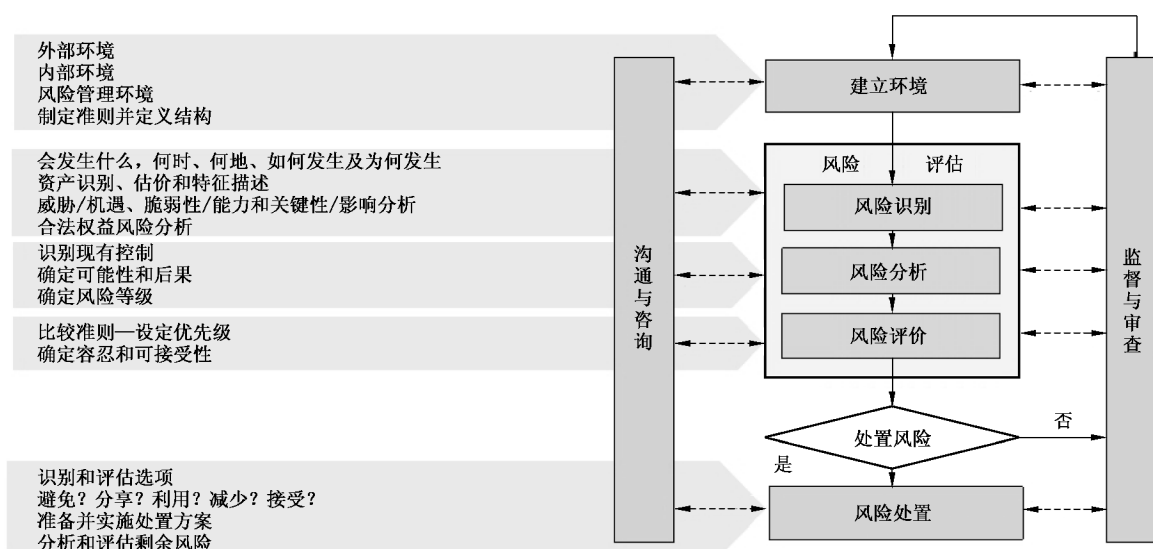 外部环境
内部环境
风险管理环境
制定准则并定义结构
会发生什么，何时、何地、如何发生及为何发生
资产识别、估价和特征描述
威胁/机遇、脆弱性/能力和关键性/影响分析
合法权益风险分析
识别现有控制
确定可能性和后果
确定风险等级
比较准则—设定优先级
确定容忍和可接受性
识别和评估选项
避免？分享？利用？减少？接受？
准备并实施处置方案
分析和评估剩余风险
沟通与咨询
建立环境
风险 评估
风险识别
风险分析
风险评价
处置风险
否
是
风险处置
监督与审查